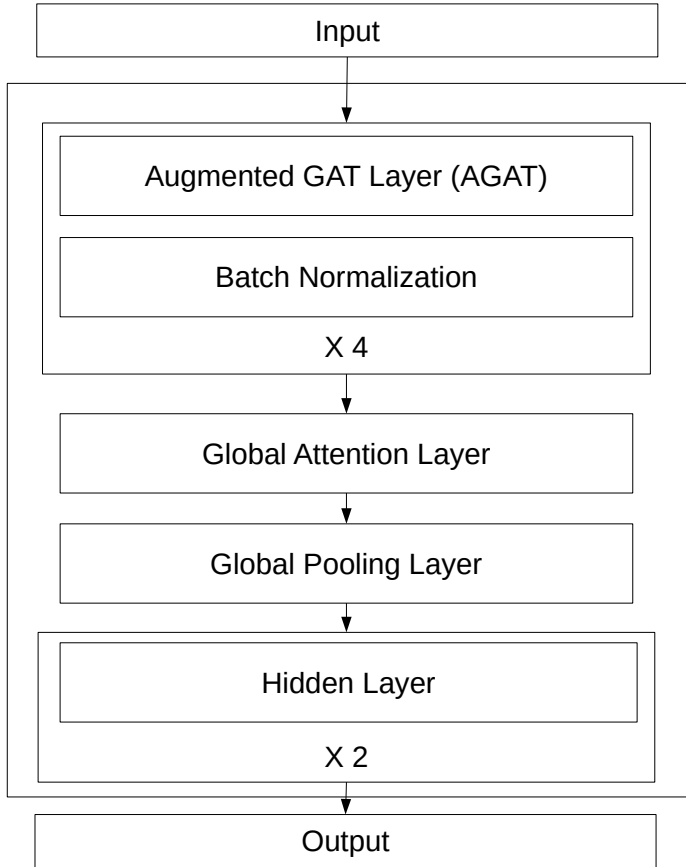 Input
Augmented GAT Layer (AGAT)
Batch Normalization
X 4
Global Attention Layer
Global Pooling Layer
Hidden Layer
X 2
Output